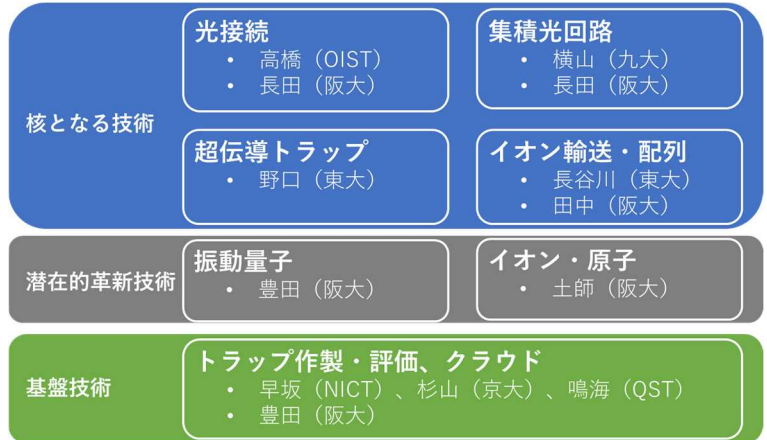 核となる技術
光接続
• 高橋（OIST）
• 長田（阪大）
集積光回路
• 横山（九大）
• 長田（阪大）
超伝導トラップ
• 野口（東大）
イオン輸送・配列
• 長谷川（東大）
• 田中（阪大）
潜在的革新技術
振動量子
• 豊田（阪大）
イオン・原子
• 土師（阪大）
基盤技術
トラップ作製・評価、クラウド
• 早坂（NICT）、杉山（京大）、鳴海（QST）
• 豊田（阪大）